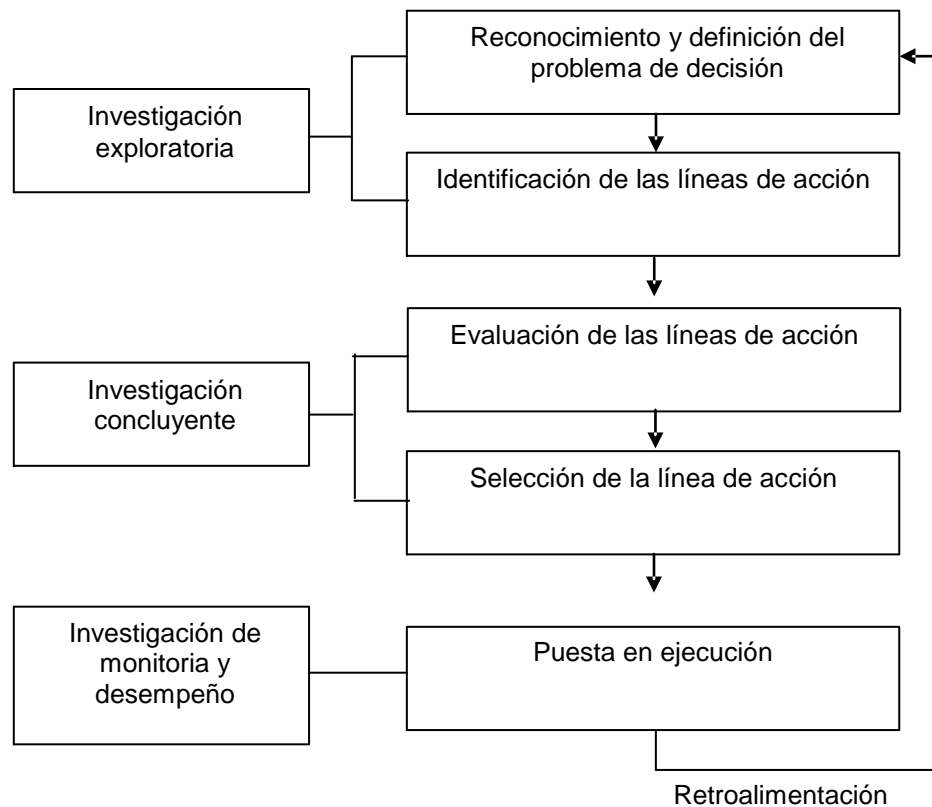 Reconocimiento y definición del
problema de decisión
Investigación
exploratoria
Identificación de las líneas de acción
Evaluación de las líneas de acción
Investigación
concluyente
Selección de la línea de acción
Investigación de
monitoria y
desempeño
Puesta en ejecución
Retroalimentación